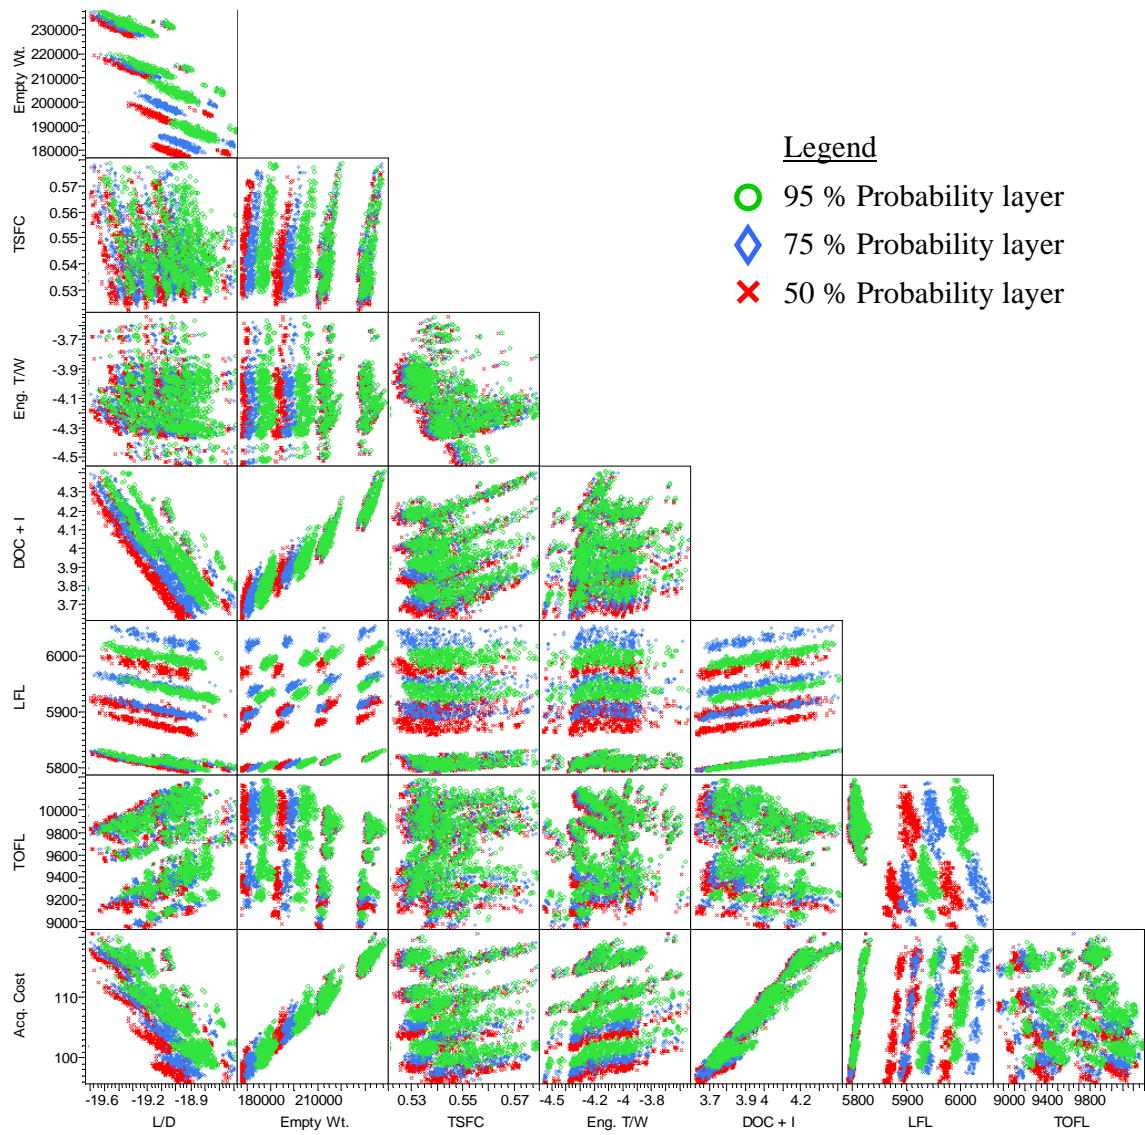 Legend
95 % Probability layer
75 % Probability layer
50 % Probability layer
Empty Wt.
230000
220000
210000
200000
190000
180000
TSFC
0.57
0.56
0.55
0.54
0.53
Eng. T/W
-3.7
-3.9
-4.1
-4.3
-4.5
DOC + I
4.3
4.2
4.1
4
3.9
3.8
3.7
LFL
6000
5900
5800
TOFL
10000
9800
9600
9400
9200
9000
Acq. Cost
110
100
-19.6 -19.2 -18.9 180000 210000 0.53 0.55 0.57 -4.5 -4.2 -4 -3.8 3.7 3.9 4 4.2 5800 5900 6000 9000 9400 9800
L/D Empty Wt. TSFC Eng. T/W DOC + I LFL TOFL